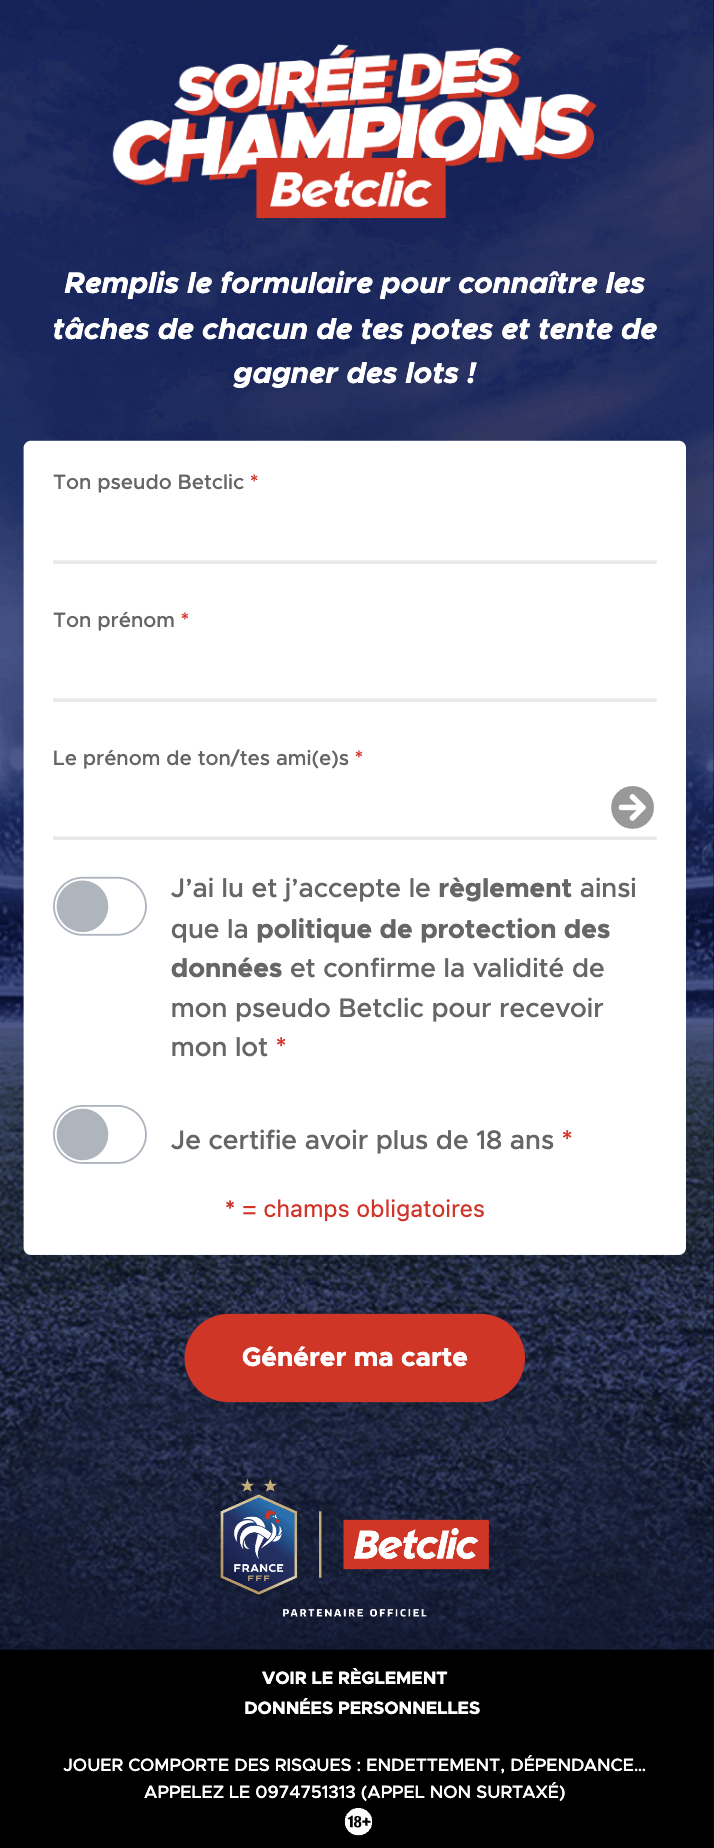 SOIRÉE DES
CHAMPIONS
Betclic
Remplis le formulaire pour connaître les
tâches de chacun de tes potes et tente de
gagner des lots !
Ton pseudo Betclic *
Ton prénom *
Le prénom de ton/tes ami(e)s *
J’ai lu et j’accepte le règlement ainsi
que la politique de protection des
données et confirme la validité de
mon pseudo Betclic pour recevoir
mon lot *
Je certifie avoir plus de 18 ans *
* = champs obligatoires
Générer ma carte
FRANCE
FFF
Betclic
PARTENAIRE OFFICIEL
VOIR LE RÈGLEMENT
DONNÉES PERSONNELLES
JOUER COMPORTE DES RISQUES : ENDETTEMENT, DÉPENDANCE...
APPELEZ LE 0974751313 (APPEL NON SURTAXÉ)
18+